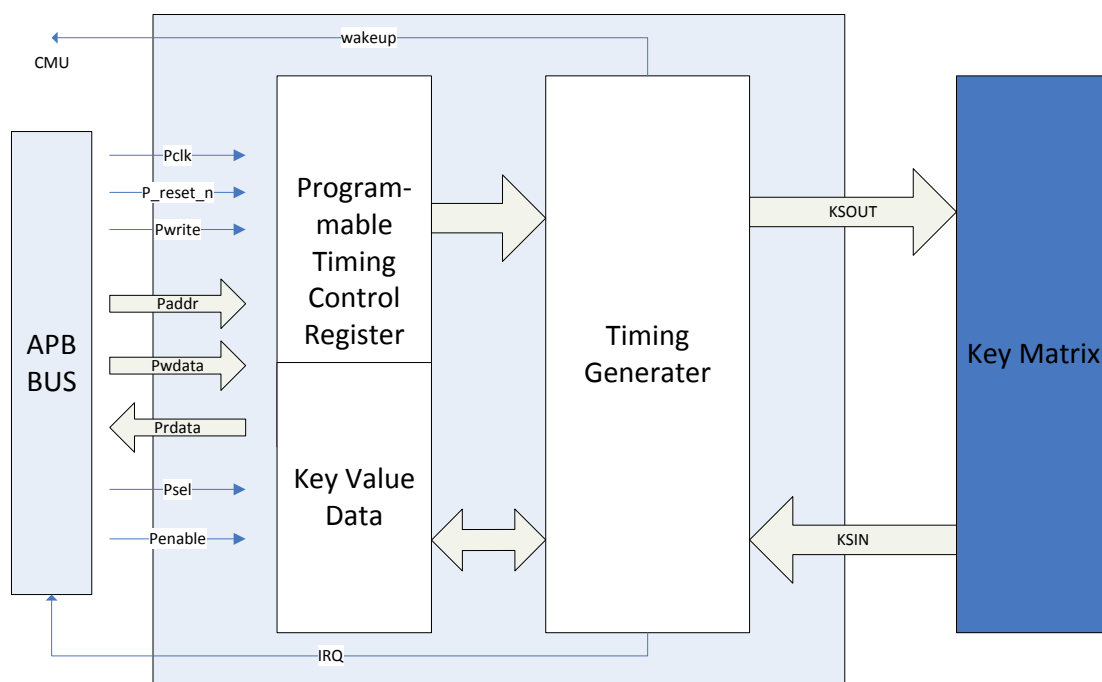 wakeup
CMU
Pclk
P_reset_n
Pwrite
Paddr
Pwdata
Prdata
Psel
Penable
APB
BUS
Program-
mable
Timing
Control
Register
Key Value
Data
Timing
Generater
KSOUT
KSIN
Key Matrix
IRQ